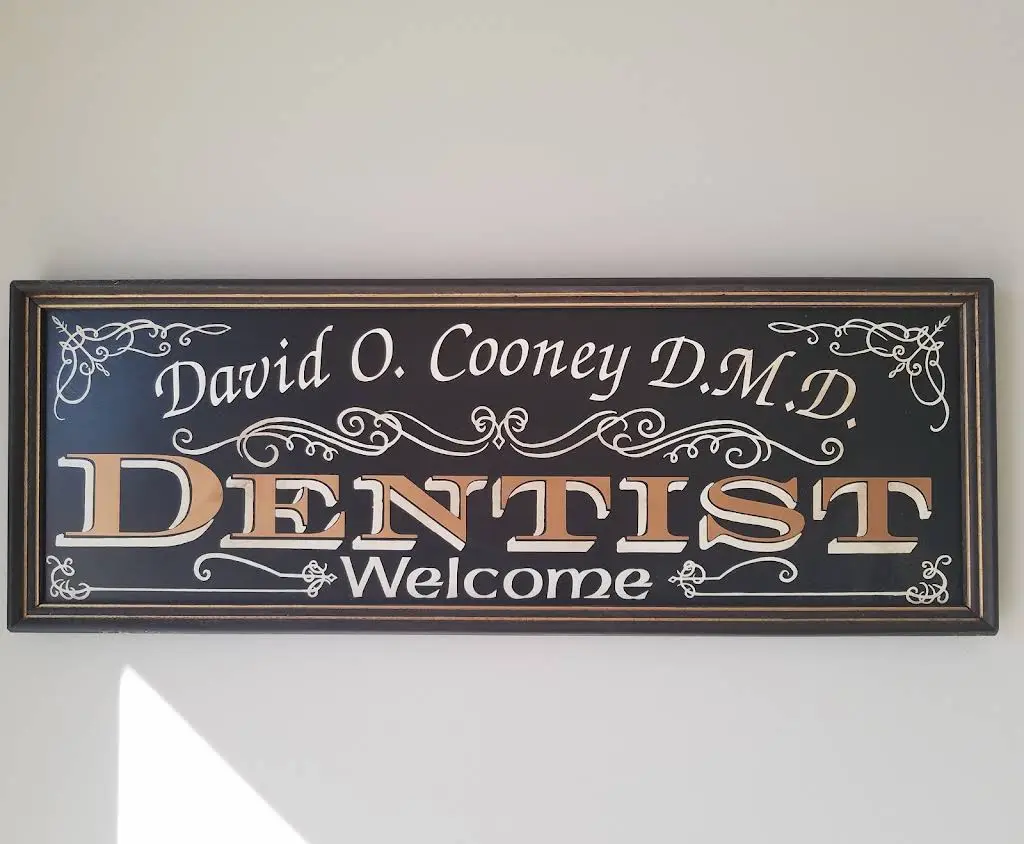 David O. Cooney D.M.D.
DENTIST
Welcome